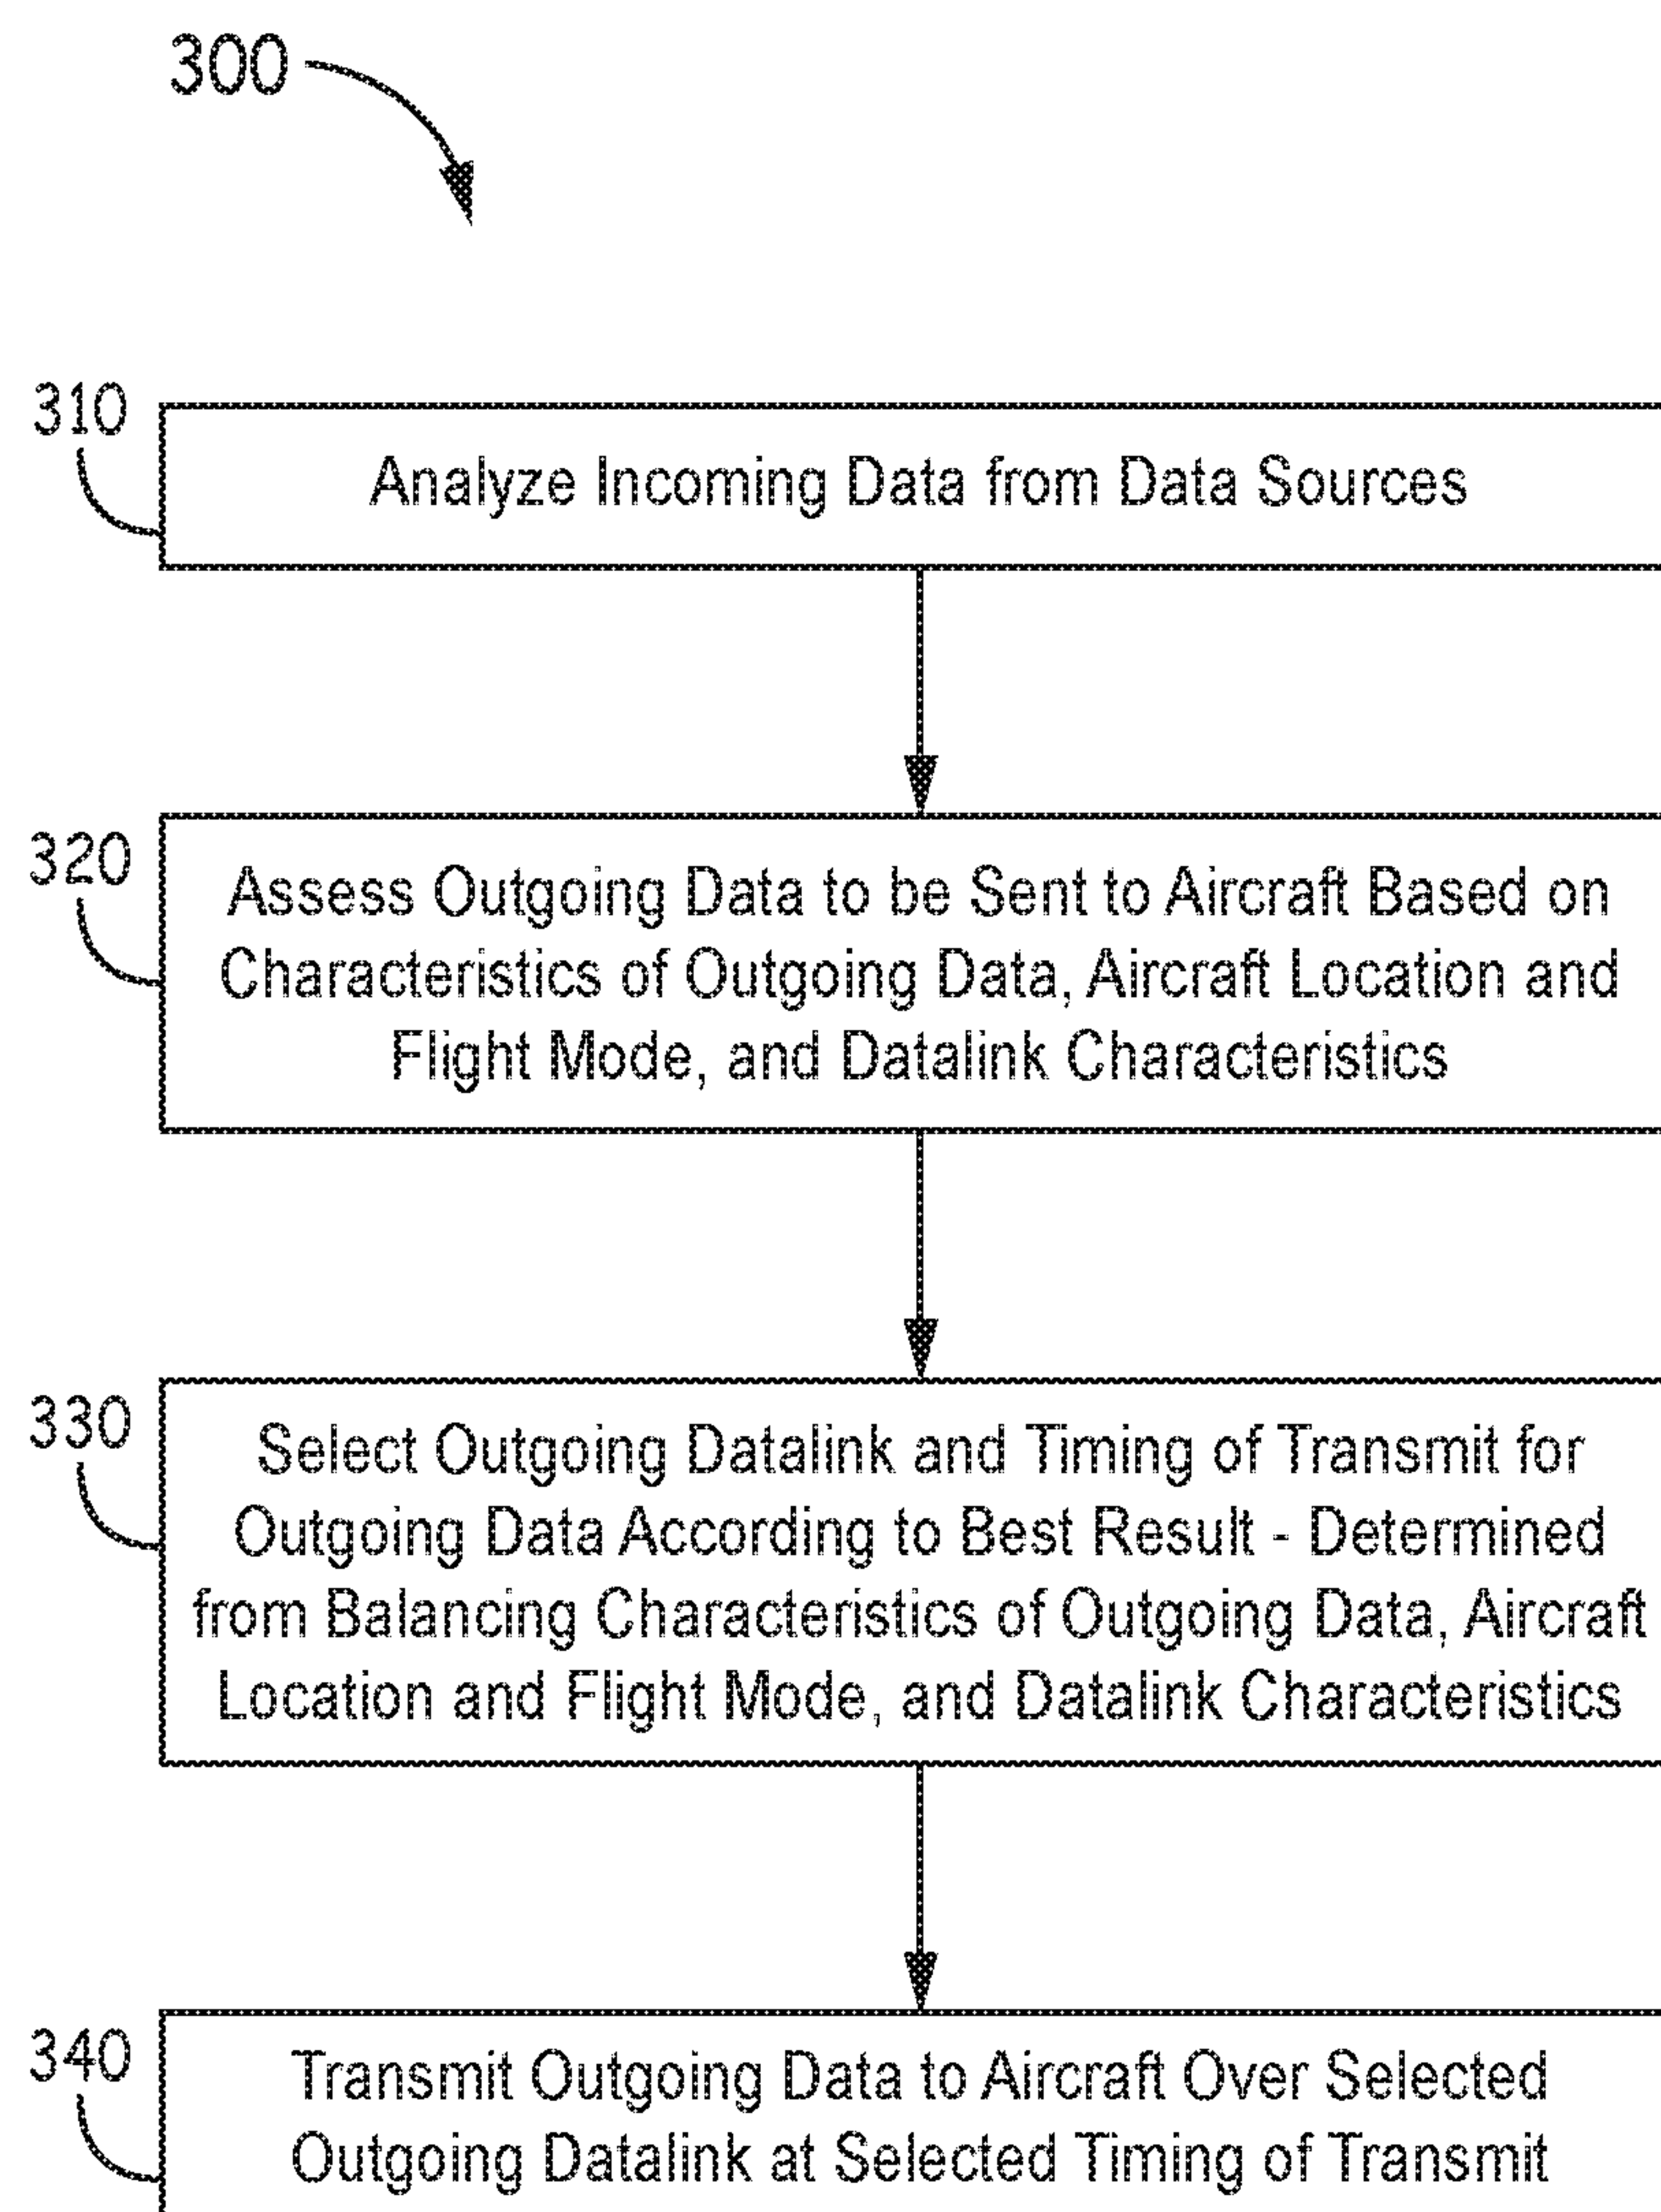 300
310
Analyze Incoming Data from Data Sources
320
Assess Outgoing Data to be Sent to Aircraft Based on
Characteristics of Outgoing Data, Aircraft Location and
Flight Mode, and Datalink Characteristics
330
Select Outgoing Datalink and Timing of Transmit for
Outgoing Data According to Best Result - Determined
from Balancing Characteristics of Outgoing Data, Aircraft
Location and Flight Mode, and Datalink Characteristics
340
Transmit Outgoing Data to Aircraft Over Selected
Outgoing Datalink at Selected Timing of Transmit